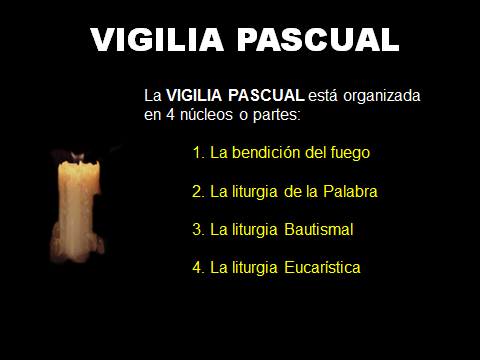 VIGILIA PASCUAL
La VIGILIA PASCUAL está organizada
en 4 núcleos o partes:
1. La bendición del fuego
2. La liturgia de la Palabra
3. La liturgia Bautismal
4. La liturgia Eucarística